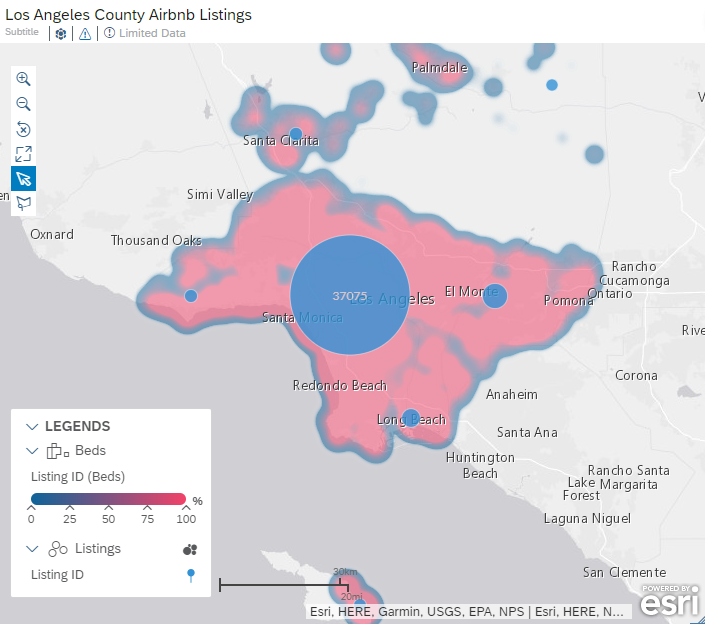 Los Angeles County Airbnb Listings
Subtitle
Limited Data
Palmdale
Santa Clarita
Simi Valley
Oxnard
Thousand Oaks
Rancho
Cucamonga
Ontario
37075
Los Angeles
El Monte
Pomona
Santa Monica
Rive
Redondo Beach
Corona
Anaheim
Long Beach
Santa Ana
Huntington
Beach
Rancho Santa
Margarita
Lake
Forest
Laguna Niguel
San Clemente
LEGENDS
Beds
Listing ID (Beds)
%
0 25 50 75 100
Listings
Listing ID
30km
20mi
POWERED BY
esri
Esri, HERE, Garmin, USGS, EPA, NPS | Esri, HERE, N...